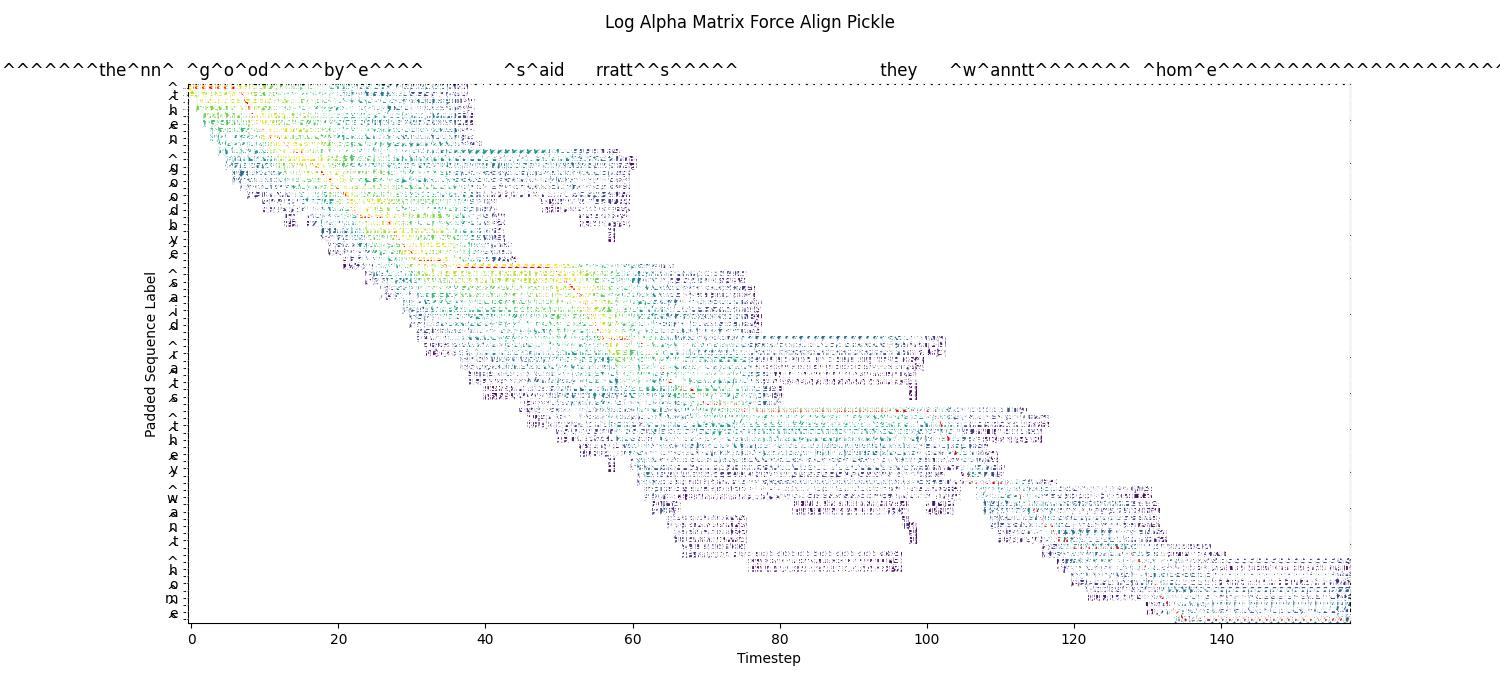 Log Alpha Matrix Force Align Pickle
^^^^^^^the^nn^ ^g^o^od^^^^by^e^^^^ ^s^aid rratt^^s^^^^^ they ^w^anntt^^^^^^^ ^hom^e^^^^^^^^^^^^^^^^^^^^^
Padded Sequence Label
^
t
h
e
n
^
g
o
o
d
b
y
e
^
s
a
i
d
^
r
a
t
s
^
t
h
e
y
^
w
a
n
t
^
h
o
m
e
0 20 40 60 80 100 120 140
Timestep